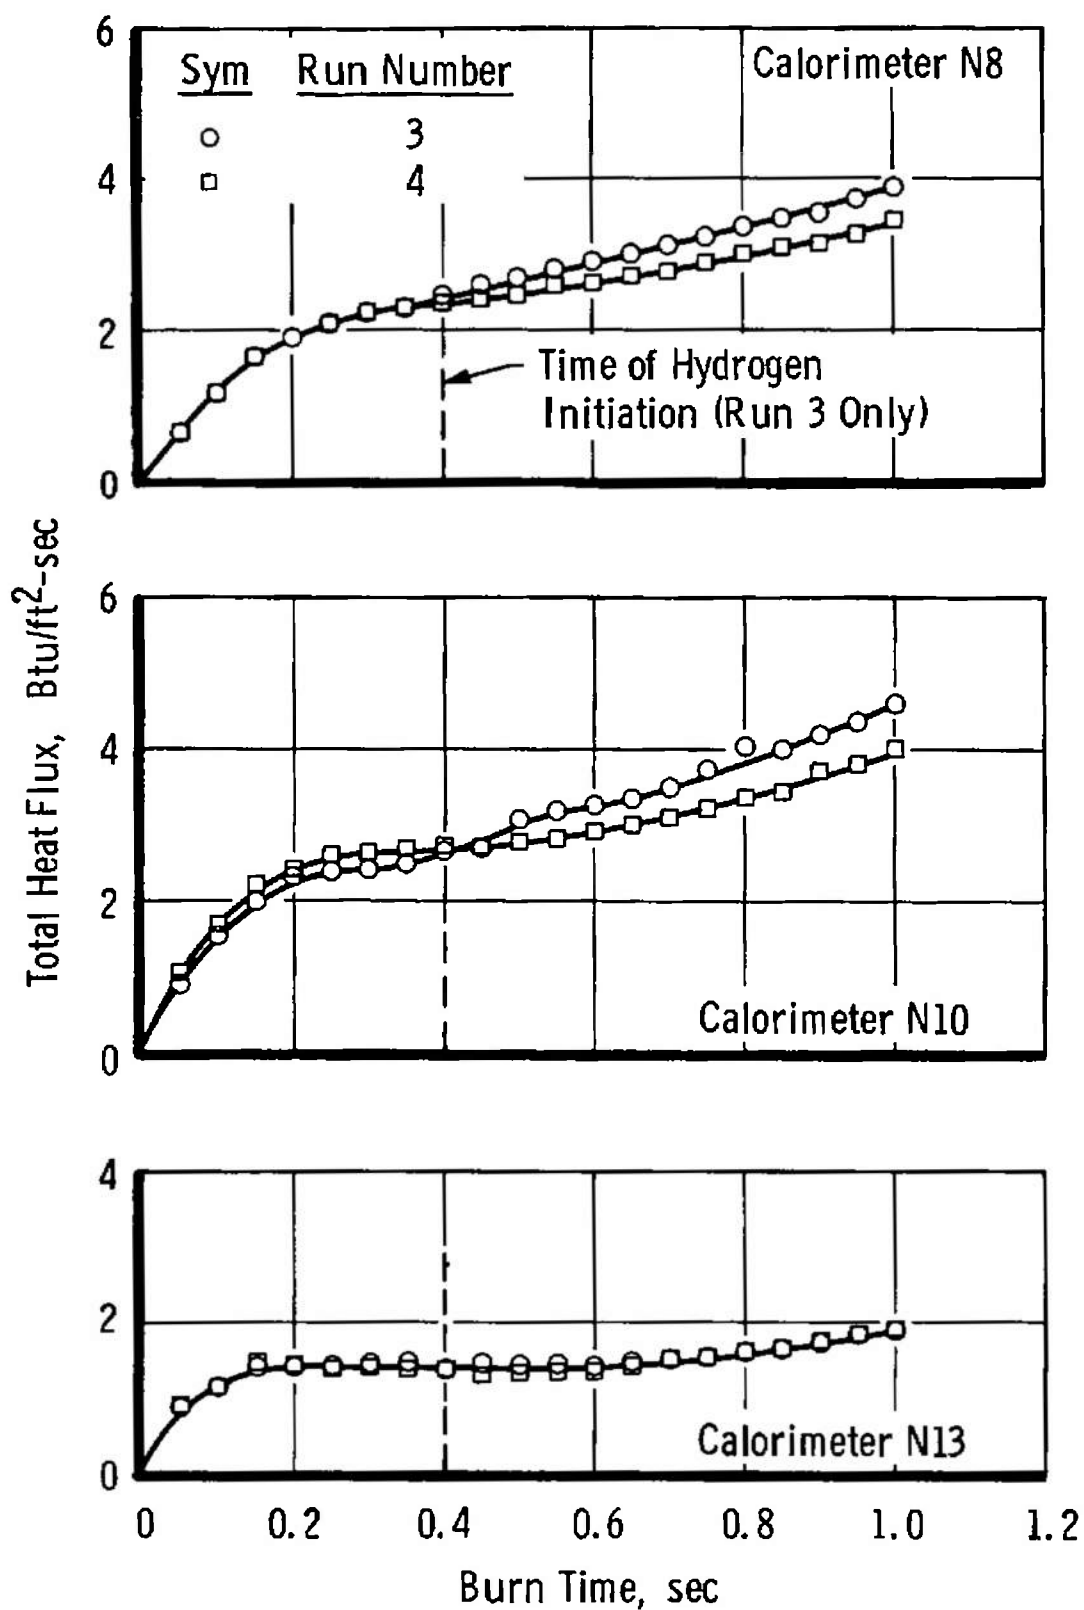 Total Heat Flux, Btu/ft²-sec
6
4
2
0
Sym Run Number
3
4
Calorimeter N8
Time of Hydrogen
Initiation (Run 3 Only)
6
4
2
0
Calorimeter N10
4
2
0
Calorimeter N13
0 0.2 0.4 0.6 0.8 1.0 1.2
Burn Time, sec